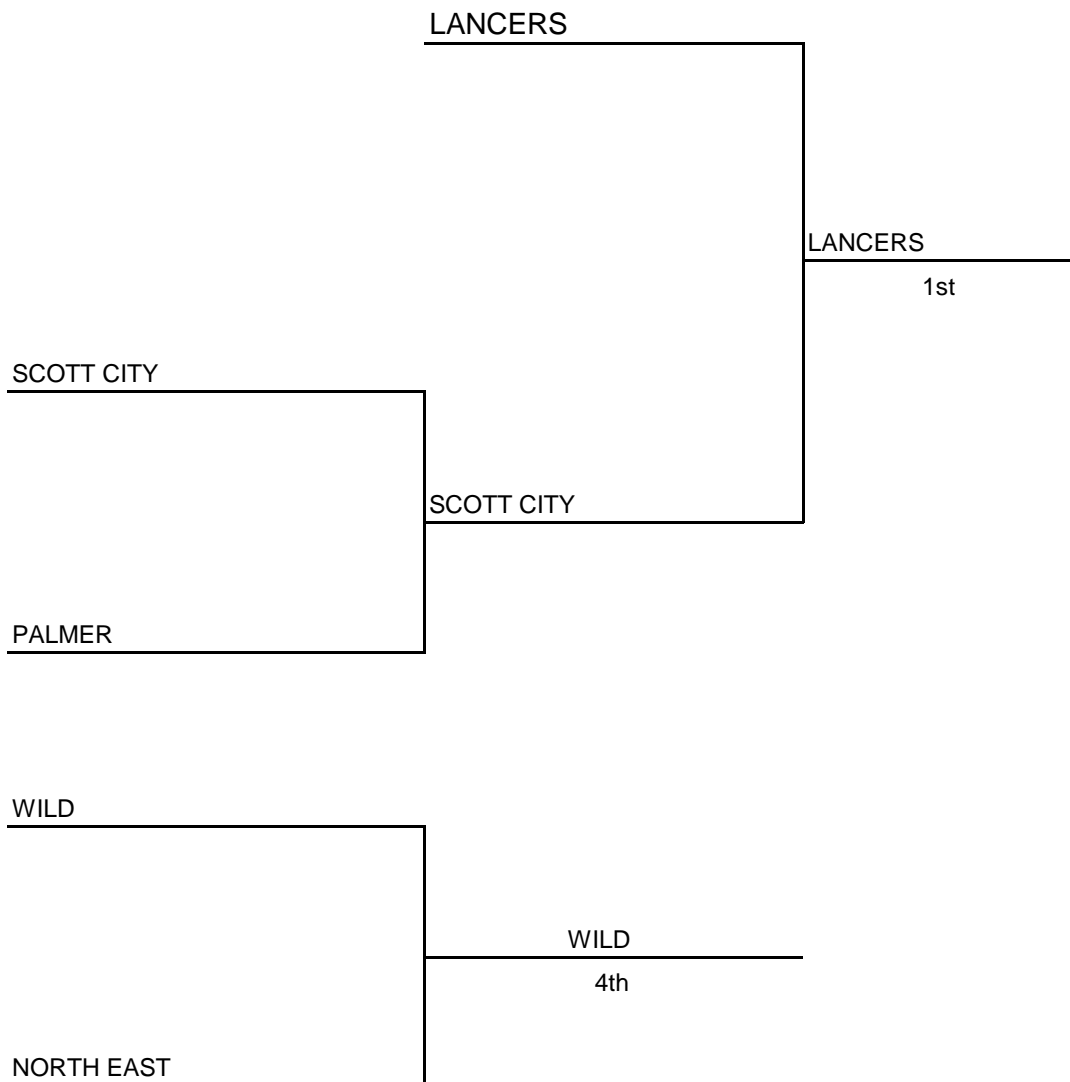 LANCERS
LANCERS
1st
SCOTT CITY
SCOTT CITY
PALMER
WILD
WILD
4th
NORTH EAST